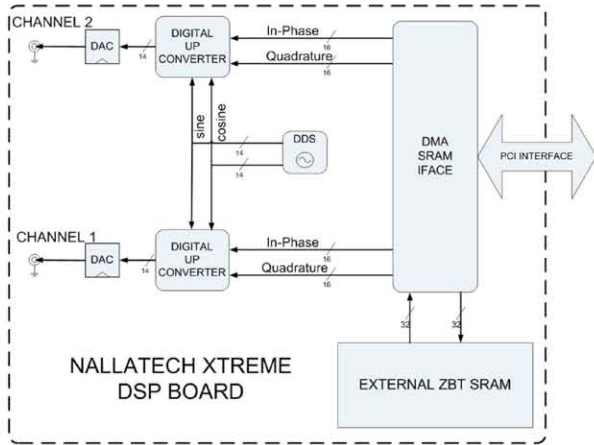 CHANNEL 2
DAC
14
DIGITAL
UP
CONVERTER
In-Phase
16
Quadrature
16
sine
cosine
14
14
DDS
DMA
SRAM
IFACE
PCI INTERFACE
CHANNEL 1
DAC
14
DIGITAL
UP
CONVERTER
In-Phase
16
Quadrature
16
32
32
NALLATECH XTREME
DSP BOARD
EXTERNAL ZBT SRAM